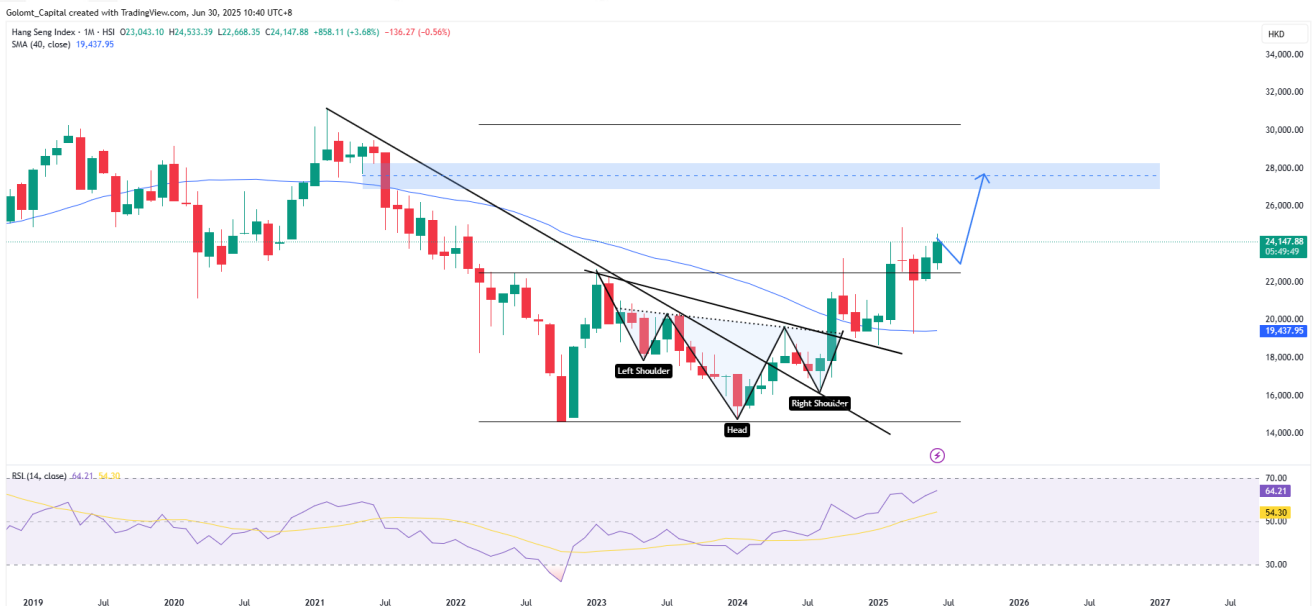 Golomt_Capital created with TradingView.com, Jun 30, 2025 10:40 UTC+8
Hang Seng Index · 1M · HSI O23,043.10 H24,533.39 L22,668.35 C24,147.88 +858.11 (+3.68%) −136.27 (−0.56%)
SMA (40, close) 19,437.95
HKD
34,000.00
32,000.00
30,000.00
28,000.00
26,000.00
24,147.88
05:49:49
22,000.00
20,000.00
19,437.95
18,000.00
16,000.00
14,000.00
Left Shoulder
Right Shoulder
Head
RSI (14, close) 64.21 54.30
70.00
64.21
54.30
50.00
30.00
2019 Jul 2020 Jul 2021 Jul 2022 Jul 2023 Jul 2024 Jul 2025 Jul 2026 Jul 2027 Jul